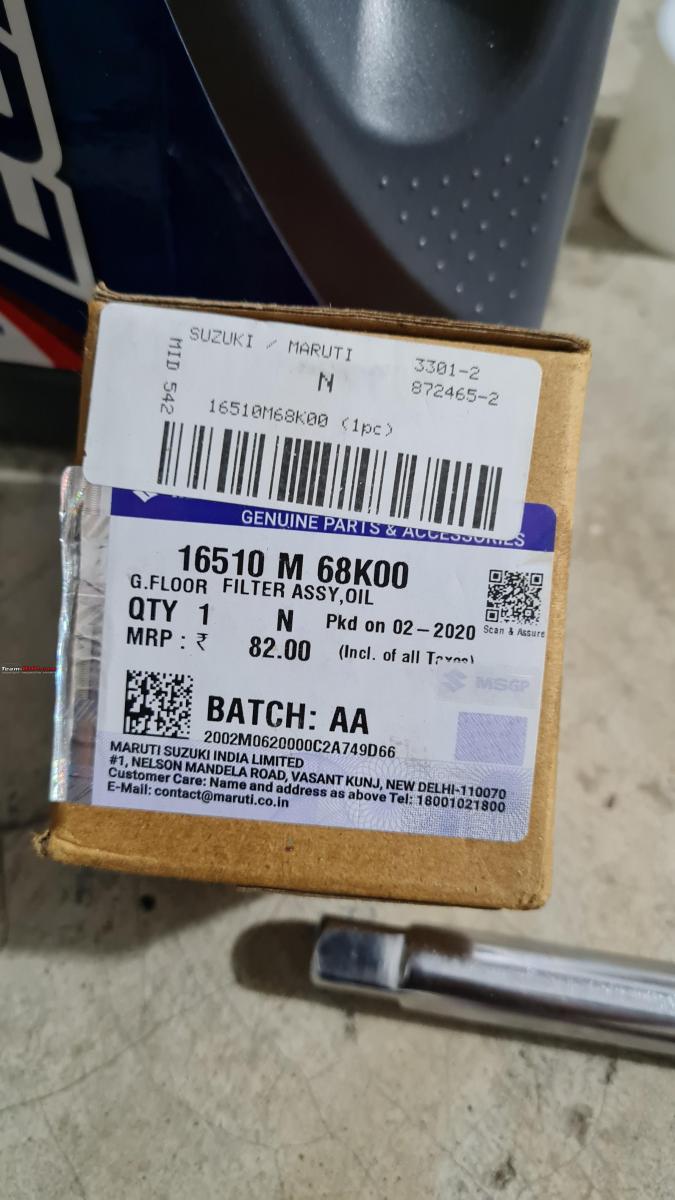 SUZUKI / MARUTI
3301-2
N
872465-2
MID 542
16510M68K00 (1pc)
GENUINE PARTS & ACCESSORIES
16510 M 68K00
G.FLOOR FILTER ASSY,OIL
QTY 1 N Pkd on 02-2020
Scan & Assure
MRP : ₹ 82.00 (Incl. of all Taxes)
MSGP
BATCH: AA
2002M0620000C2A749D66
MARUTI SUZUKI INDIA LIMITED
#1, NELSON MANDELA ROAD, VASANT KUNJ, NEW DELHI-110070
Customer Care: Name and address as above Tel: 18001021800
E-Mail: contact@maruti.co.in